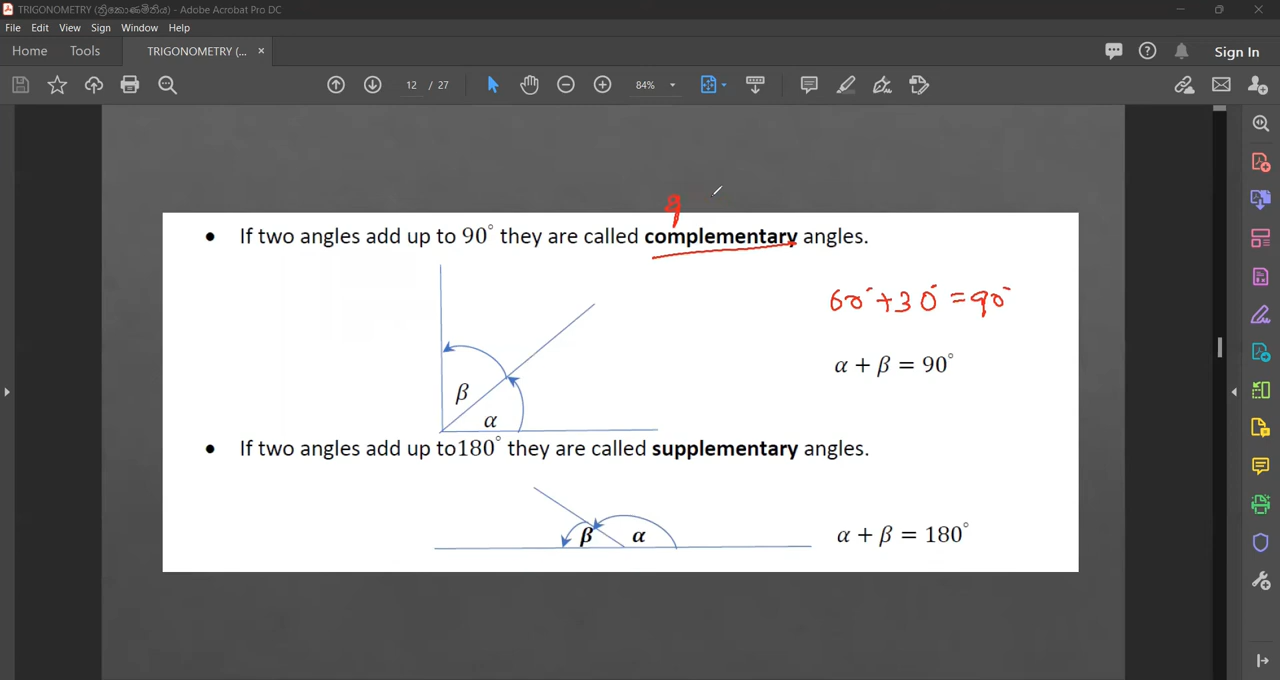 TRIGONOMETRY (ත්‍රිකෝණමිතිය) - Adobe Acrobat Pro DC
File Edit View Sign Window Help
Home Tools TRIGONOMETRY (... × Sign In
12 / 27 84%
9
• If two angles add up to 90° they are called complementary angles.
60° + 30° = 90°
α + β = 90°
β
α
• If two angles add up to180° they are called supplementary angles.
β α
α + β = 180°